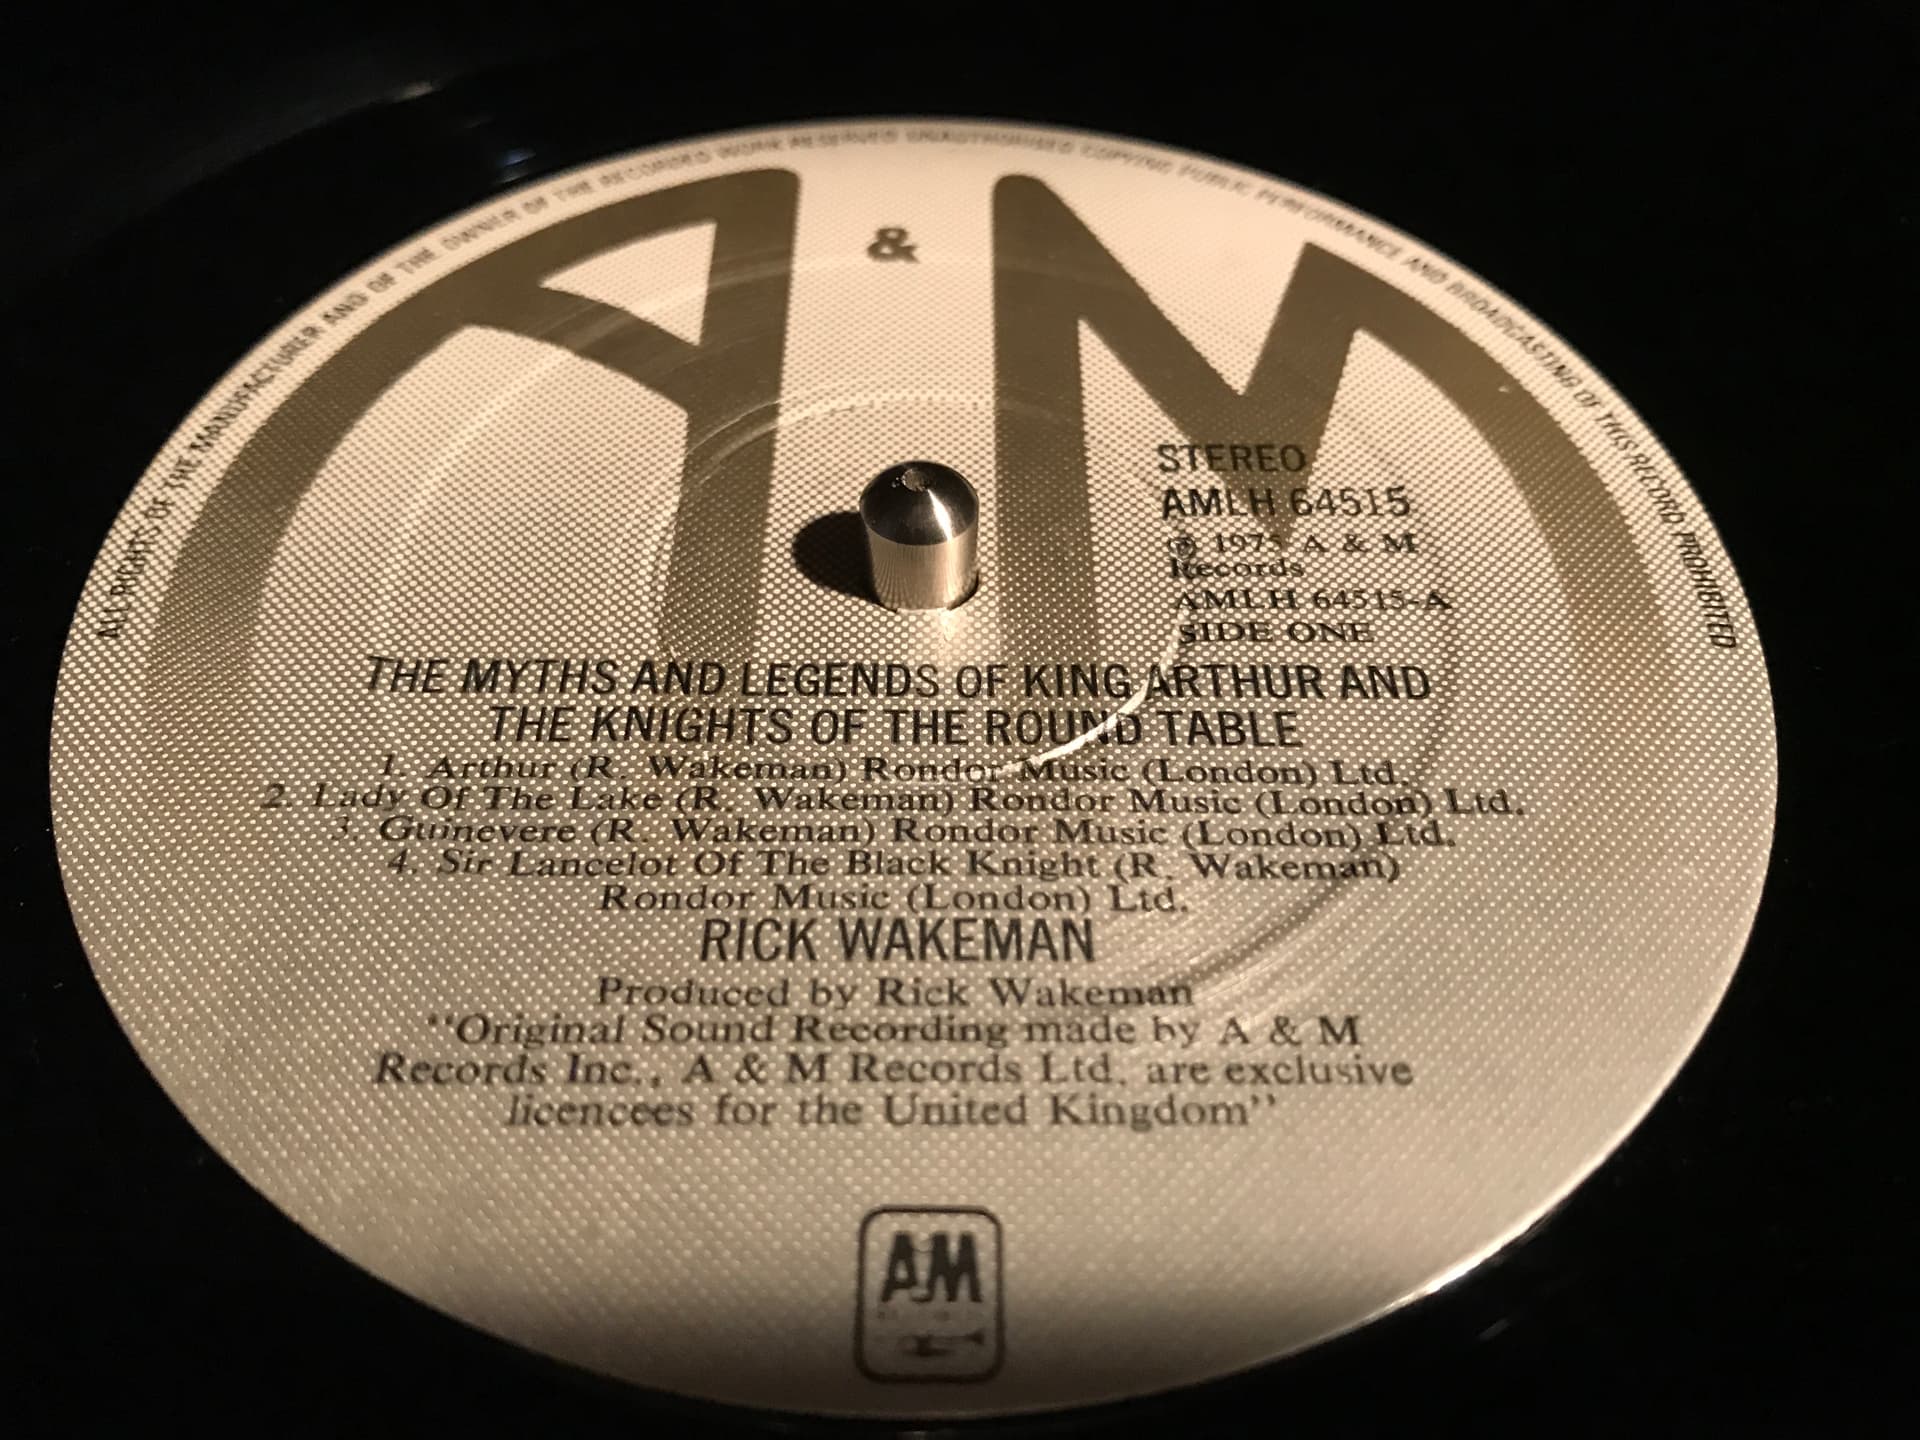 ALL RIGHTS OF THE MANUFACTURER AND OF THE OWNER OF THE RECORDED WORK RESERVED UNAUTHORISED COPYING PUBLIC PERFORMANCE AND BROADCASTING OF THIS RECORD PROHIBITED
A & M
STEREO
AMLH 64515
Ⓟ 1975 A & M
Records
AMLH 64515-A
SIDE ONE
THE MYTHS AND LEGENDS OF KING ARTHUR AND
THE KNIGHTS OF THE ROUND TABLE
1. Arthur (R. Wakeman) Rondor Music (London) Ltd.
2. Lady Of The Lake (R. Wakeman) Rondor Music (London) Ltd.
3. Guinevere (R. Wakeman) Rondor Music (London) Ltd.
4. Sir Lancelot Of The Black Knight (R. Wakeman)
Rondor Music (London) Ltd.
RICK WAKEMAN
Produced by Rick Wakeman
"Original Sound Recording made by A & M
Records Inc., A & M Records Ltd. are exclusive
licencees for the United Kingdom"
A&M